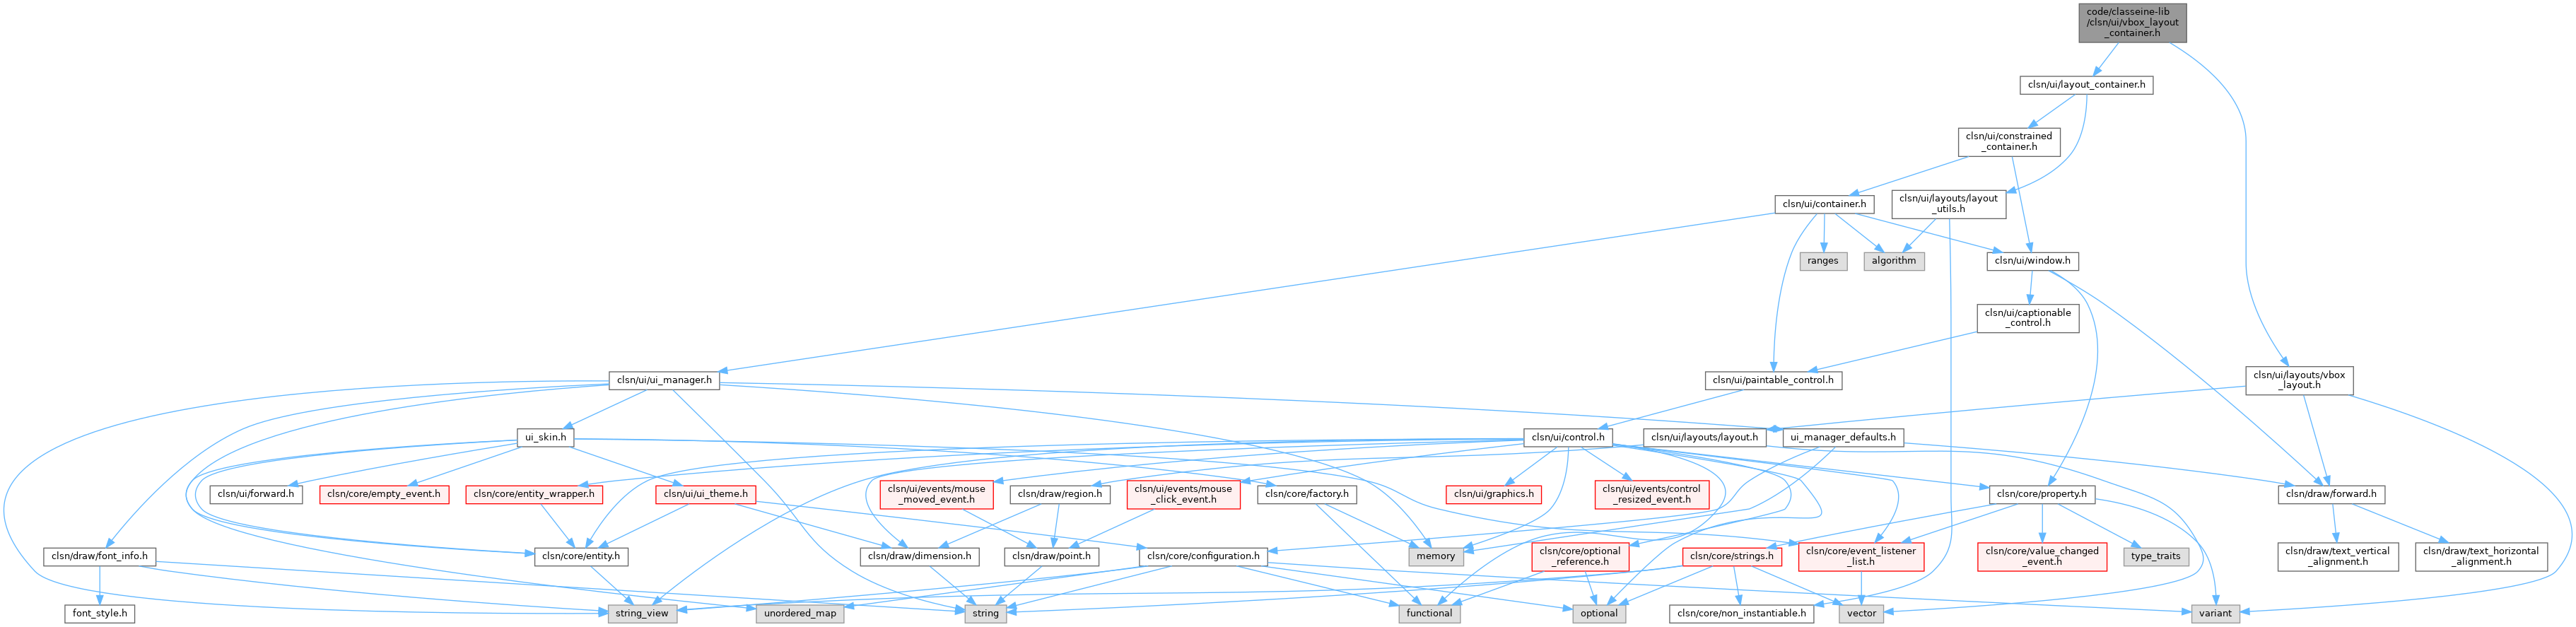 code/classeine-lib
/clsn/ui/vbox_layout
_container.h
clsn/ui/layout_container.h
clsn/ui/constrained
_container.h
clsn/ui/container.h
clsn/ui/layouts/layout
_utils.h
ranges
algorithm
clsn/ui/window.h
clsn/ui/captionable
_control.h
clsn/ui/ui_manager.h
clsn/ui/paintable_control.h
clsn/ui/layouts/vbox
_layout.h
ui_skin.h
clsn/ui/control.h
clsn/ui/layouts/layout.h
ui_manager_defaults.h
clsn/ui/forward.h
clsn/core/empty_event.h
clsn/core/entity_wrapper.h
clsn/ui/ui_theme.h
clsn/ui/events/mouse
_moved_event.h
clsn/draw/region.h
clsn/ui/events/mouse
_click_event.h
clsn/core/factory.h
clsn/ui/graphics.h
clsn/ui/events/control
_resized_event.h
clsn/core/property.h
clsn/draw/forward.h
clsn/draw/font_info.h
clsn/core/entity.h
clsn/draw/dimension.h
clsn/draw/point.h
clsn/core/configuration.h
memory
clsn/core/optional
_reference.h
clsn/core/strings.h
clsn/core/event_listener
_list.h
clsn/core/value_changed
_event.h
type_traits
clsn/draw/text_vertical
_alignment.h
clsn/draw/text_horizontal
_alignment.h
font_style.h
string_view
unordered_map
string
functional
optional
clsn/core/non_instantiable.h
vector
variant